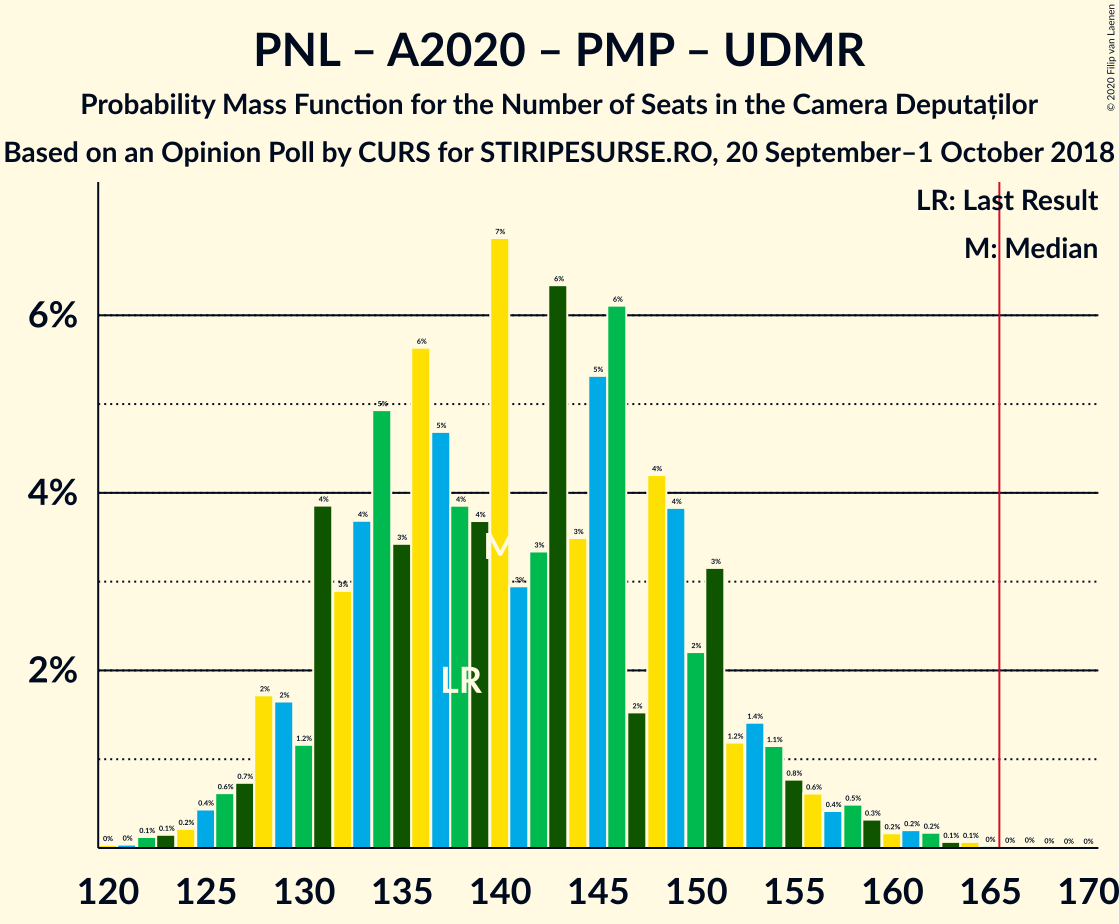 PNL – A2020 – PMP – UDMR
Probability Mass Function for the Number of Seats in the Camera Deputaților
Based on an Opinion Poll by CURS for STIRIPESURSE.RO, 20 September–1 October 2018
© 2020 Filip van Laenen
LR: Last Result
M: Median
6%
4%
2%
0% 0% 0.1% 0.1% 0.2% 0.4% 0.6% 0.7% 2% 2% 1.2% 4% 3% 4% 5% 3% 6% 5% 4% 4% 7% 3% 3% 6% 3% 5% 6% 2% 4% 4% 2% 3% 1.2% 1.4% 1.1% 0.8% 0.6% 0.4% 0.5% 0.3% 0.2% 0.2% 0.2% 0.1% 0.1% 0% 0% 0% 0% 0% 0%
M
LR
120 125 130 135 140 145 150 155 160 165 170